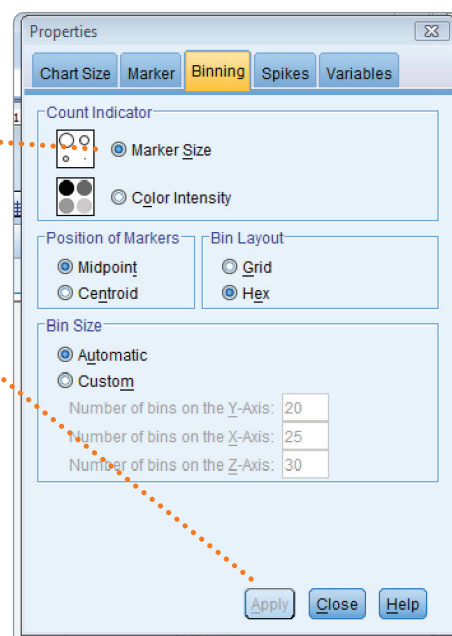 Properties
Chart Size Marker Binning Spikes Variables
1
Count Indicator
Marker Size
Color Intensity
Position of Markers Bin Layout
Midpoint Grid
Centroid Hex
Bin Size
Automatic
Custom
Number of bins on the Y-Axis: 20
Number of bins on the X-Axis: 25
Number of bins on the Z-Axis: 30
Apply Close Help